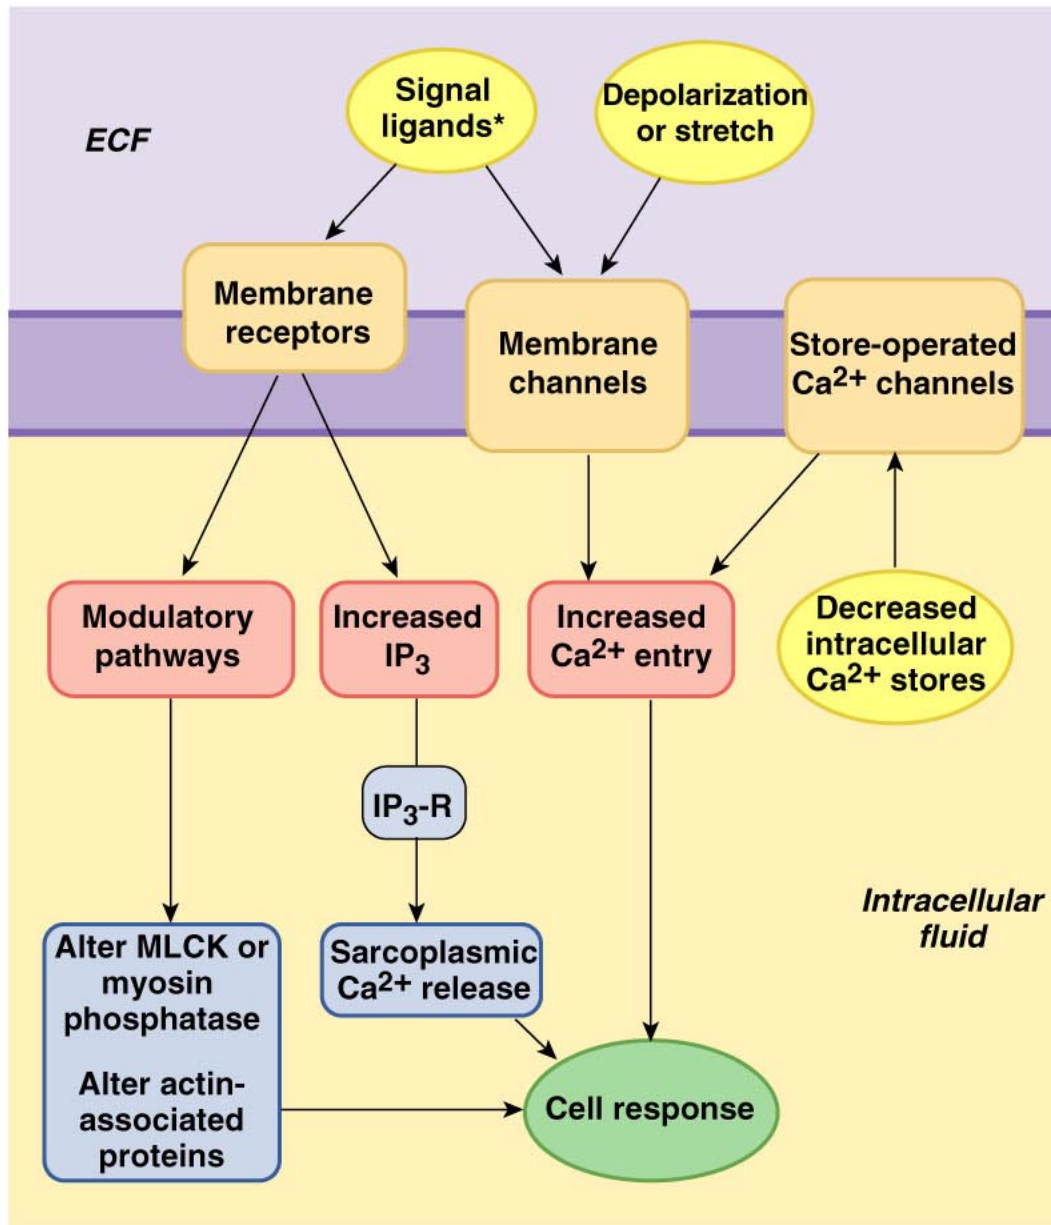 Signal
ligands*
Depolarization
or stretch
ECF
Membrane
receptors
Membrane
channels
Store-operated
Ca²⁺ channels
Modulatory
pathways
Increased
IP₃
Increased
Ca²⁺ entry
Decreased
intracellular
Ca²⁺ stores
IP₃-R
Intracellular
fluid
Alter MLCK or
myosin
phosphatase
Alter actin-
associated
proteins
Sarcoplasmic
Ca²⁺ release
Cell response